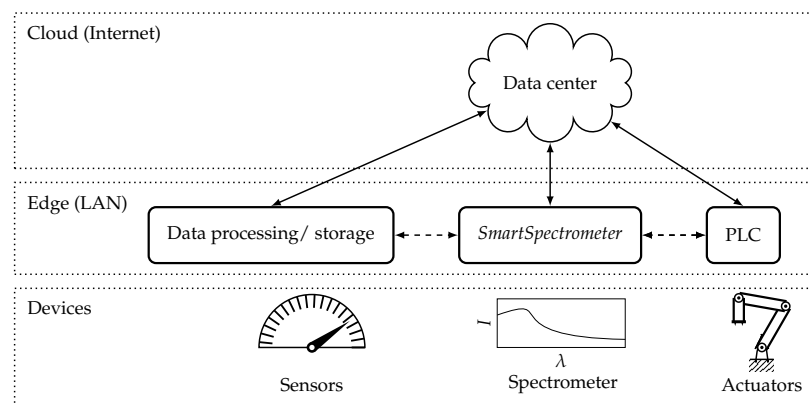 Cloud (Internet)
Data center
Edge (LAN)
Data processing/ storage
SmartSpectrometer
PLC
Devices
I
λ
Sensors
Spectrometer
Actuators